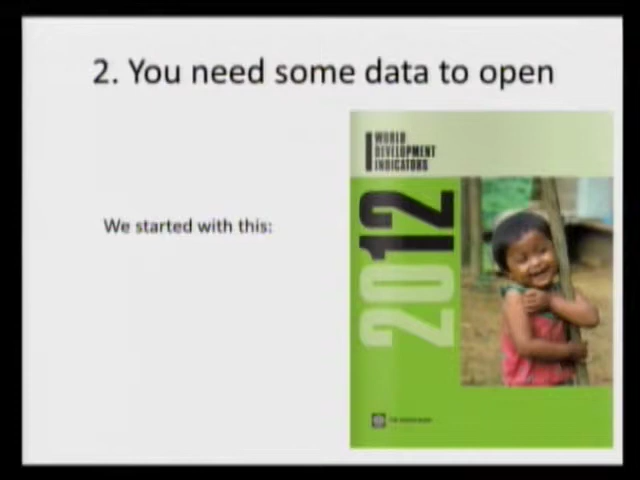 2. You need some data to open
We started with this:
WORLD
DEVELOPMENT
INDICATORS
2012